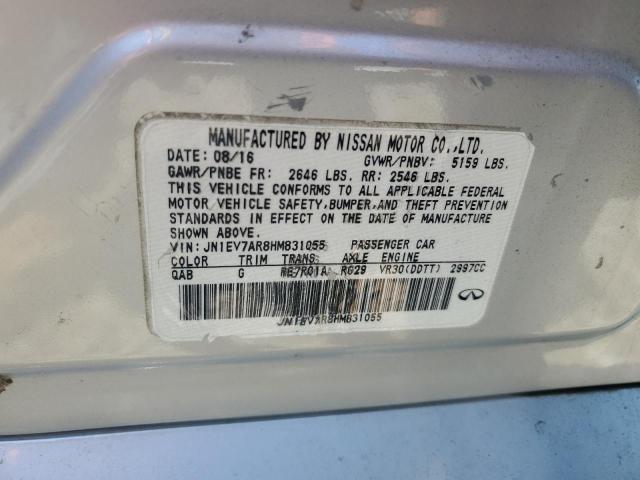 MANUFACTURED BY NISSAN MOTOR CO.,LTD.
DATE: 08/16 GVWR/PNBV: 5159 LBS.
GAWR/PNBE FR: 2646 LBS. RR: 2546 LBS.
THIS VEHICLE CONFORMS TO ALL APPLICABLE FEDERAL
MOTOR VEHICLE SAFETY,BUMPER,AND THEFT PREVENTION
STANDARDS IN EFFECT ON THE DATE OF MANUFACTURE
SHOWN ABOVE.
VIN: JN1EV7AR8HM831055 PASSENGER CAR
COLOR TRIM TRANS AXLE ENGINE
QAB G RE7R01A RG29 VR30(DDTT) 2997CC
JN1EV7AR8HM831055